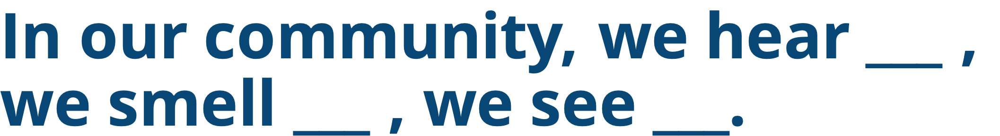 In our community, we hear ___ ,
we smell ___ , we see ___.